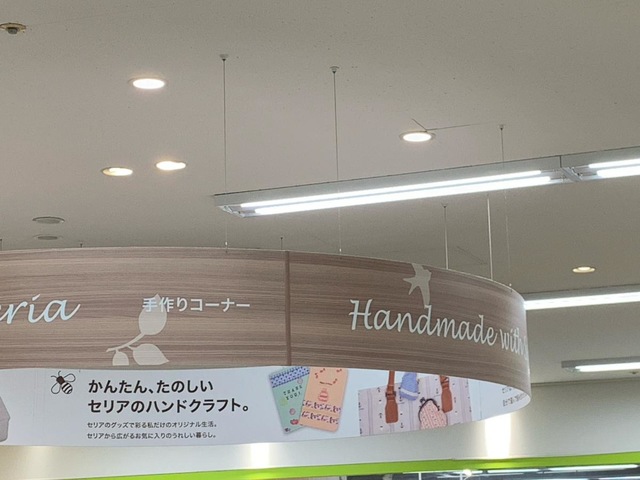 手作りコーナー
Handmade with
かんたん、たのしい
セリアのハンドクラフト。
セリアのグッズで彩る私だけのオリジナル生活。
セリアから広がるお気に入りのうれしい暮らし。
THANK
YOU!